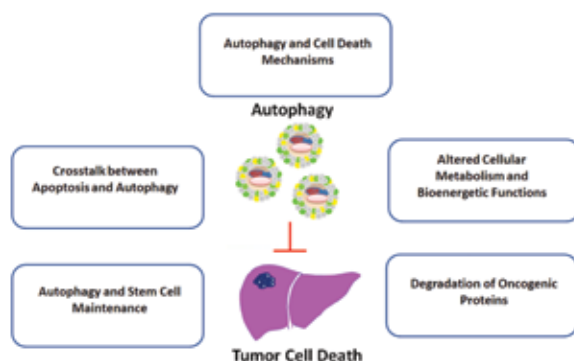 Autophagy and Cell Death
Mechanisms
Autophagy
Crosstalk between
Apoptosis and Autophagy
Altered Cellular
Metabolism and
Bioenergetic Functions
Autophagy and Stem Cell
Maintenance
Degradation of Oncogenic
Proteins
Tumor Cell Death